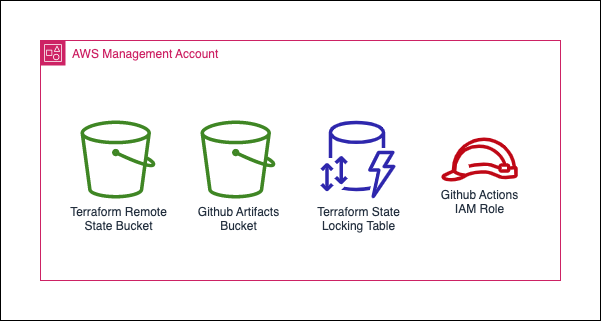 AWS Management Account
Terraform Remote
State Bucket
Github Artifacts
Bucket
Terraform State
Locking Table
Github Actions
IAM Role